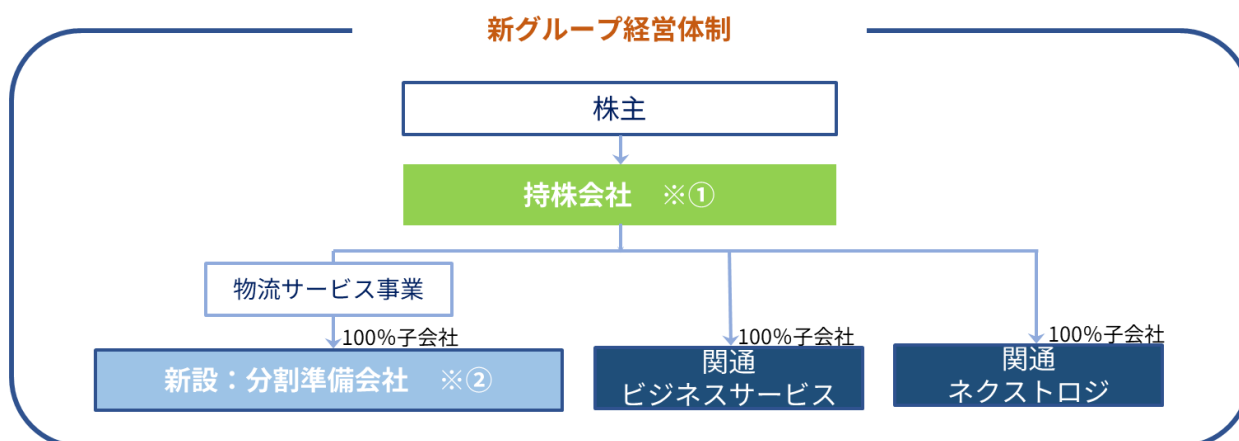 新グループ経営体制
株主
持株会社　※①
物流サービス事業
100%子会社
新設：分割準備会社　※②
100%子会社
関通
ビジネスサービス
100%子会社
関通
ネクストロジ